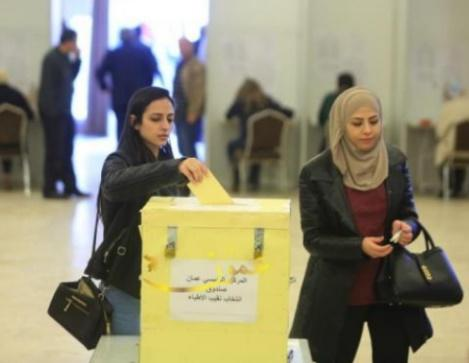 المركز الرئيسي عمان
صندوق
انتخاب نقيب الاطباء